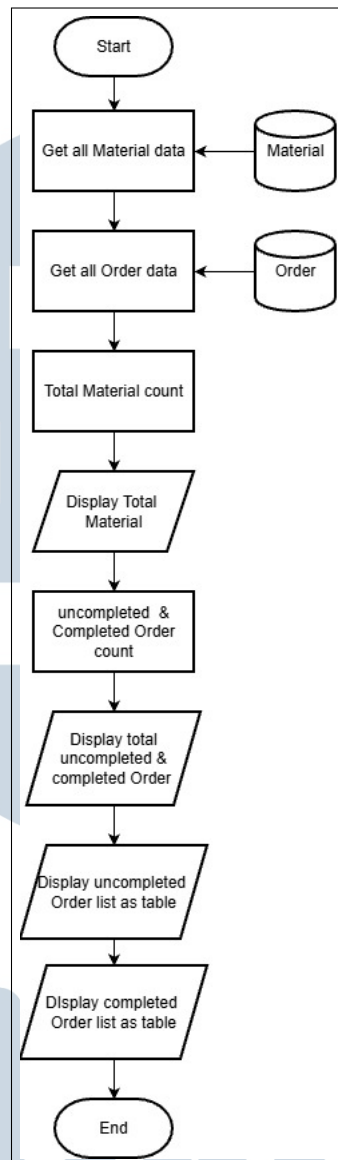 Start
Get all Material data
Material
Get all Order data
Order
Total Material count
Display Total
Material
uncompleted &
Completed Order
count
Display total
uncompleted &
completed Order
Display uncompleted
Order list as table
DIsplay completed
Order list as table
End